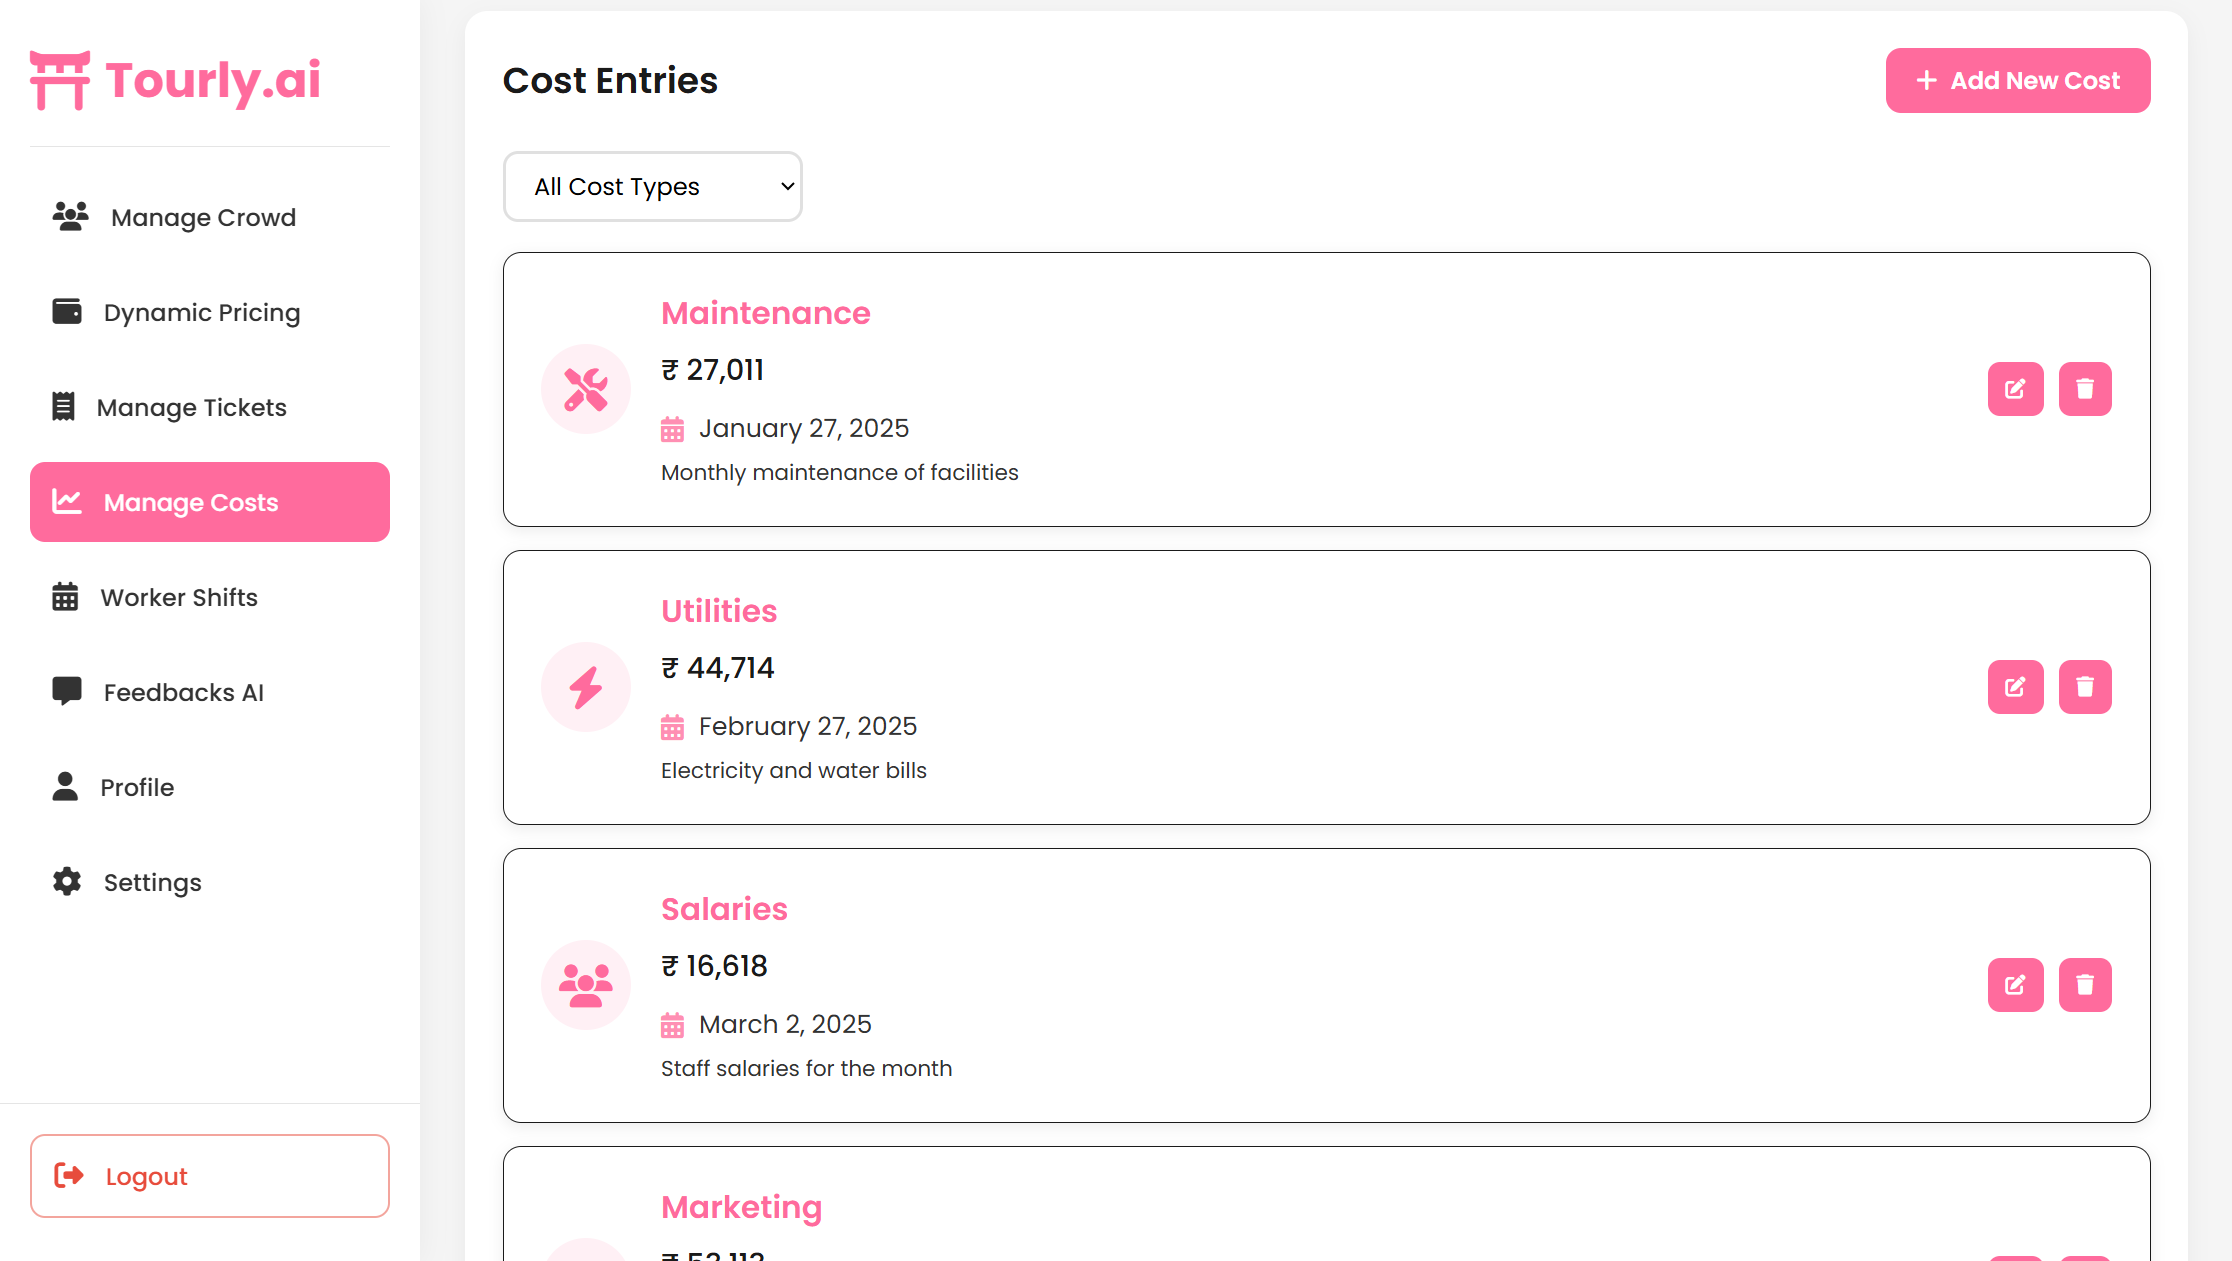 Tourly.ai
Manage Crowd
Dynamic Pricing
Manage Tickets
Manage Costs
Worker Shifts
Feedbacks AI
Profile
Settings
Logout
Cost Entries
+ Add New Cost
All Cost Types
Maintenance
₹ 27,011
January 27, 2025
Monthly maintenance of facilities
Utilities
₹ 44,714
February 27, 2025
Electricity and water bills
Salaries
₹ 16,618
March 2, 2025
Staff salaries for the month
Marketing